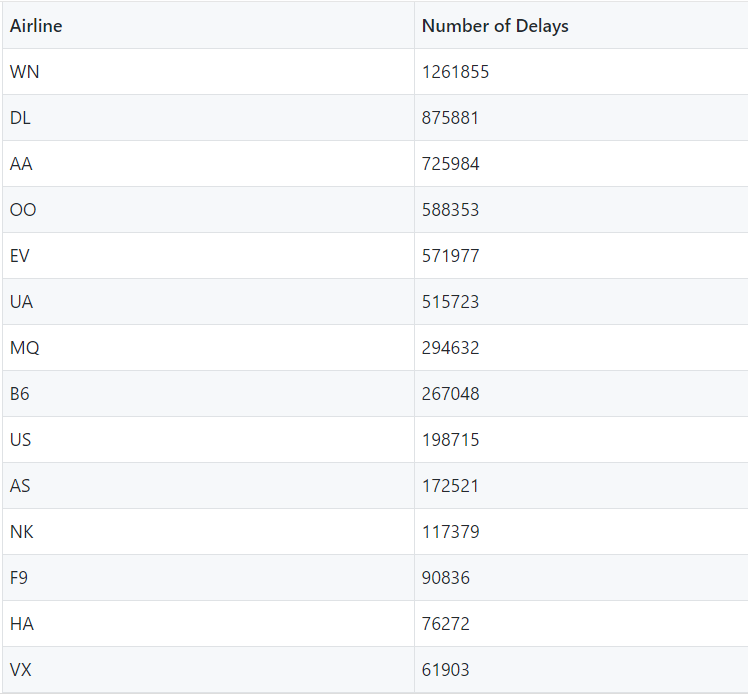 Airline Number of Delays
WN 1261855
DL 875881
AA 725984
OO 588353
EV 571977
UA 515723
MQ 294632
B6 267048
US 198715
AS 172521
NK 117379
F9 90836
HA 76272
VX 61903